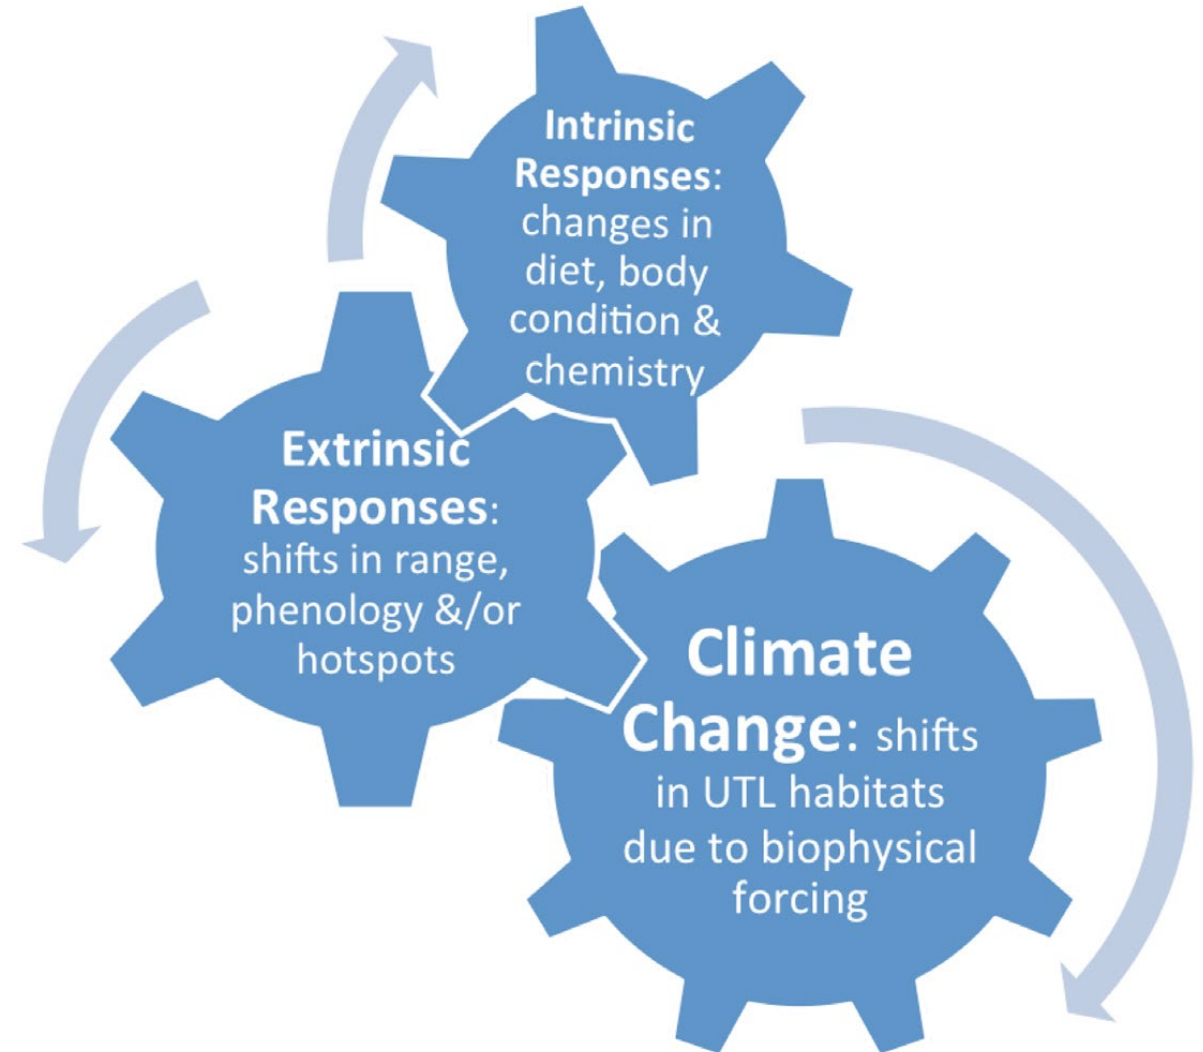 Intrinsic
Responses:
changes in
diet, body
condition &
chemistry
Extrinsic
Responses:
shifts in range,
phenology &/or
hotspots
Climate
Change: shifts
in UTL habitats
due to biophysical
forcing